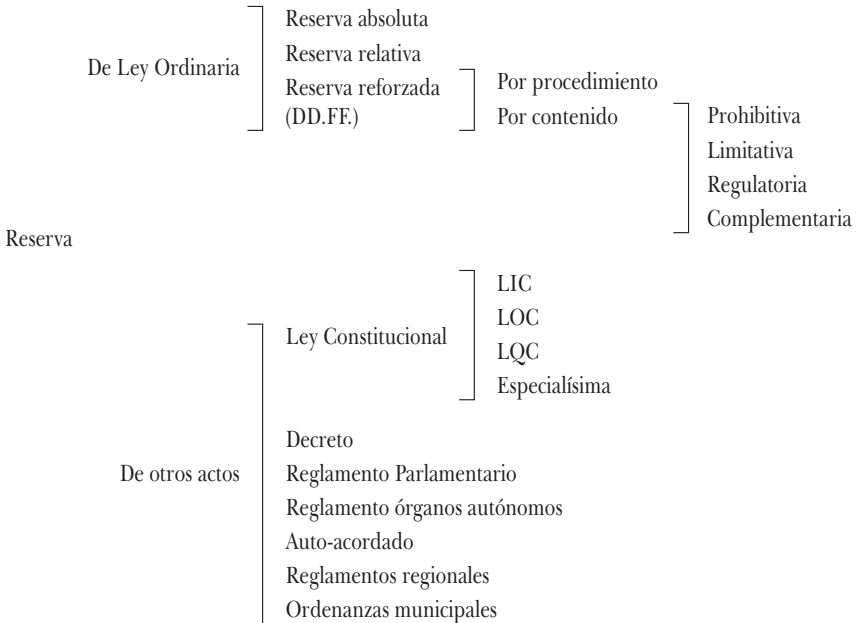 Reserva absoluta
De Ley Ordinaria
Reserva relativa
Reserva reforzada
(DD.FF.)
Por procedimiento
Por contenido
Prohibitiva
Limitativa
Regulatoria
Complementaria
Reserva
Ley Constitucional
LIC
LOC
LQC
Especialísima
De otros actos
Decreto
Reglamento Parlamentario
Reglamento órganos autónomos
Auto-acordado
Reglamentos regionales
Ordenanzas municipales